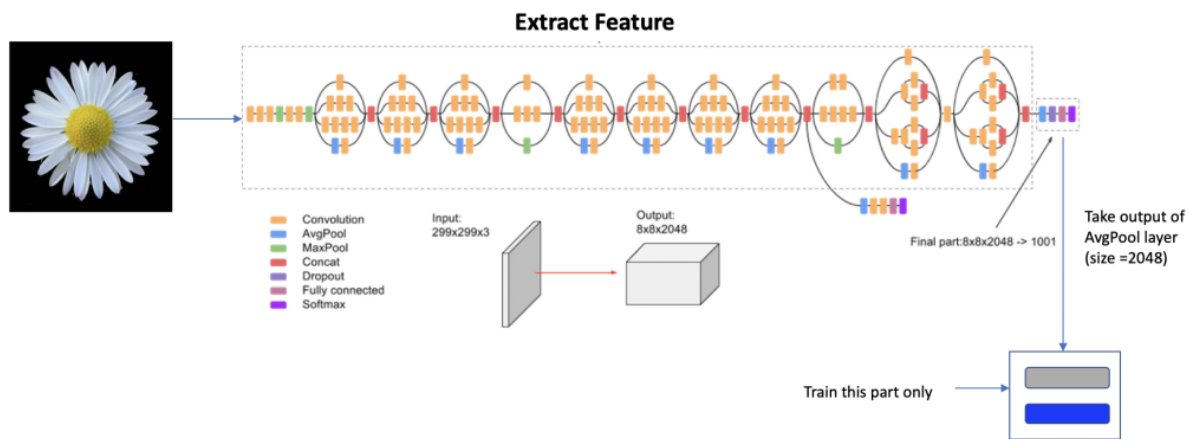 Extract Feature
Convolution
AvgPool
MaxPool
Concat
Dropout
Fully connected
Softmax
Input:
299x299x3
Output:
8x8x2048
Final part:8x8x2048 -> 1001
Take output of
AvgPool layer
(size =2048)
Train this part only